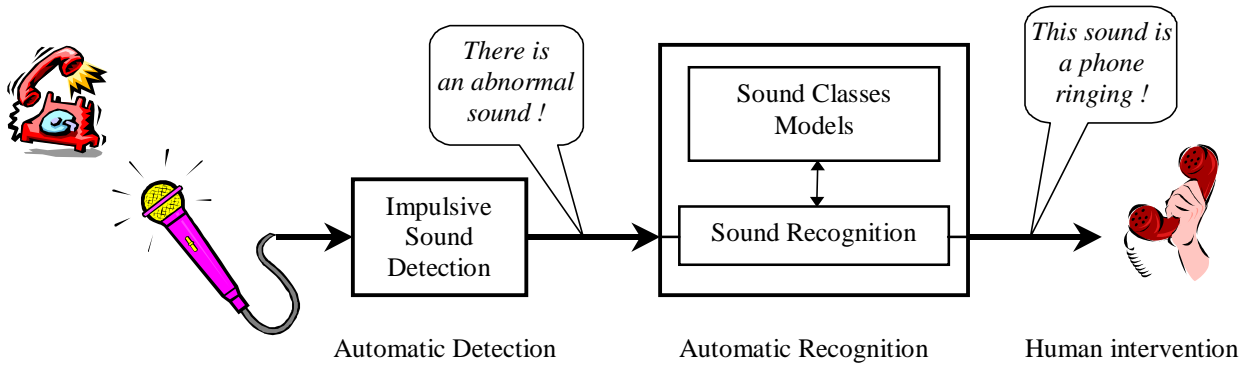 There is
an abnormal
sound !
This sound is
a phone
ringing !
Sound Classes
Models
Impulsive
Sound
Detection
Sound Recognition
Automatic Detection
Automatic Recognition
Human intervention